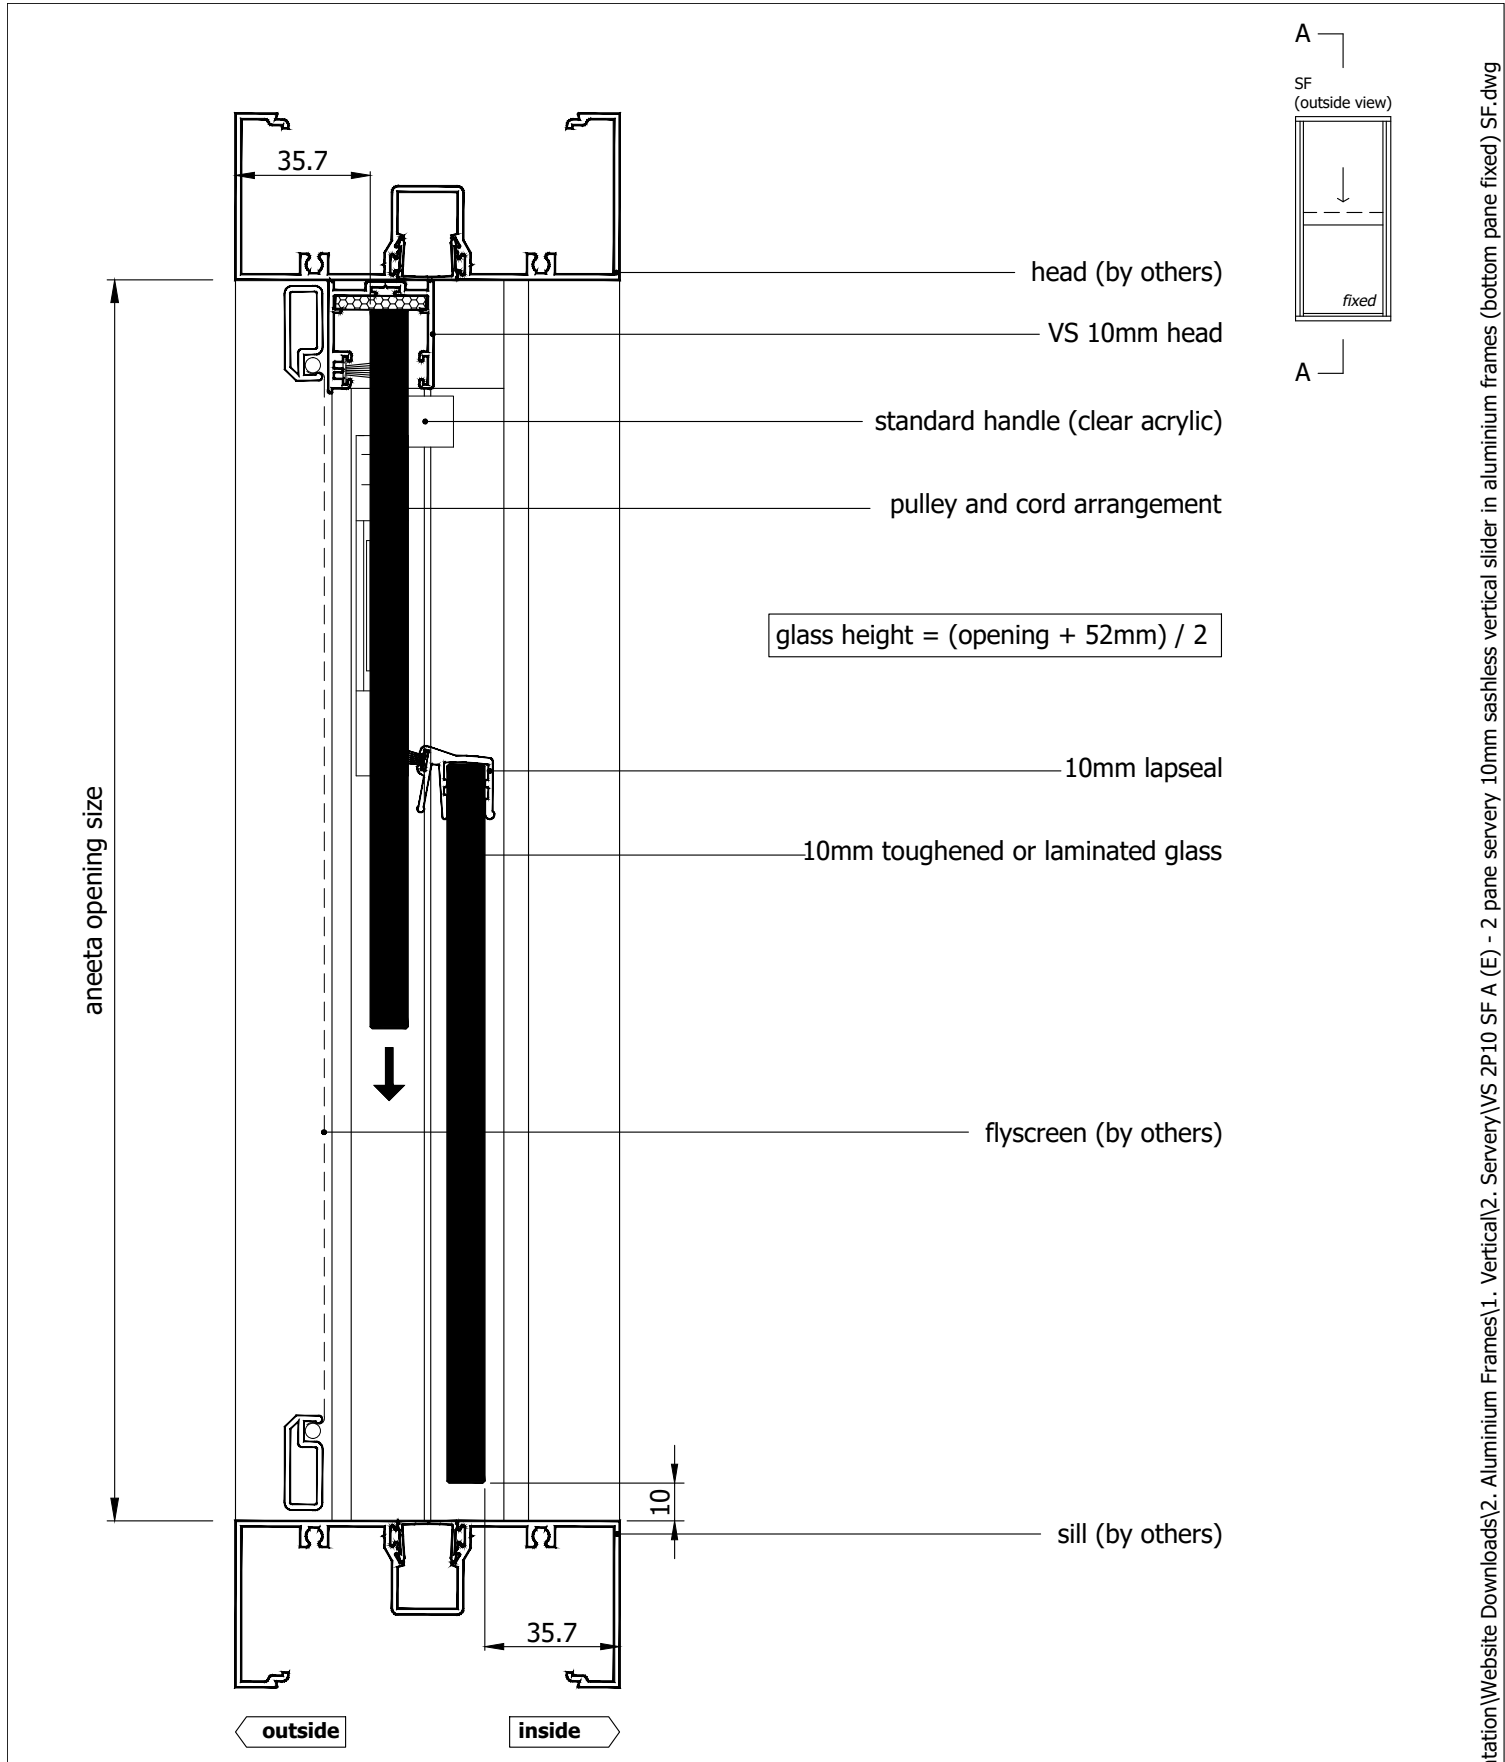 A
SF
(outside view)
fixed
A
35.7
head (by others)
VS 10mm head
standard handle (clear acrylic)
pulley and cord arrangement
glass height = (opening + 52mm) / 2
10mm lapseal
aneeta opening size
10mm toughened or laminated glass
flyscreen (by others)
10
sill (by others)
35.7
outside
inside
tation\Website Downloads\2. Aluminium Frames\1. Vertical\2. Servery\VS 2P10 SF A (E) - 2 pane servery 10mm sashless vertical slider in aluminium frames (bottom pane fixed) SF.dwg